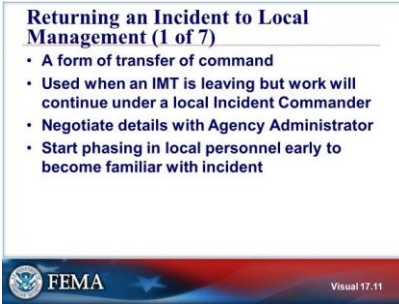 Returning an Incident to Local
Management (1 of 7)
• A form of transfer of command
• Used when an IMT is leaving but work will
continue under a local Incident Commander
• Negotiate details with Agency Administrator
• Start phasing in local personnel early to
become familiar with incident
FEMA
Visual 17.11